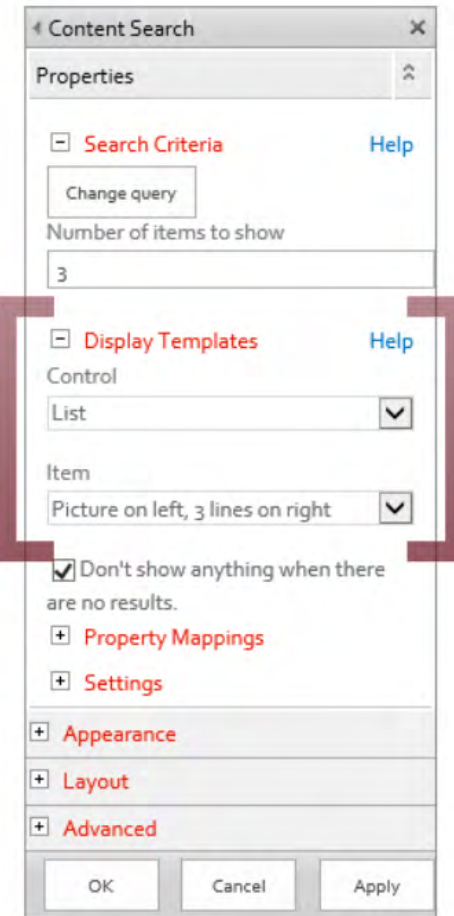 Content Search
Properties
Search Criteria Help
Change query
Number of items to show
3
Display Templates Help
Control
List
Item
Picture on left, 3 lines on right
Don't show anything when there
are no results.
Property Mappings
Settings
Appearance
Layout
Advanced
OK Cancel Apply